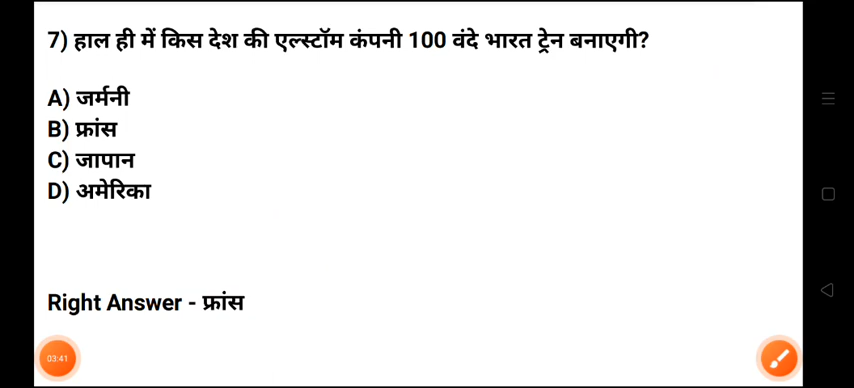 7) हाल ही में किस देश की एल्स्टॉम कंपनी 100 वंदे भारत ट्रेन बनाएगी?
A) जर्मनी
B) फ्रांस
C) जापान
D) अमेरिका
Right Answer - फ्रांस
03:41